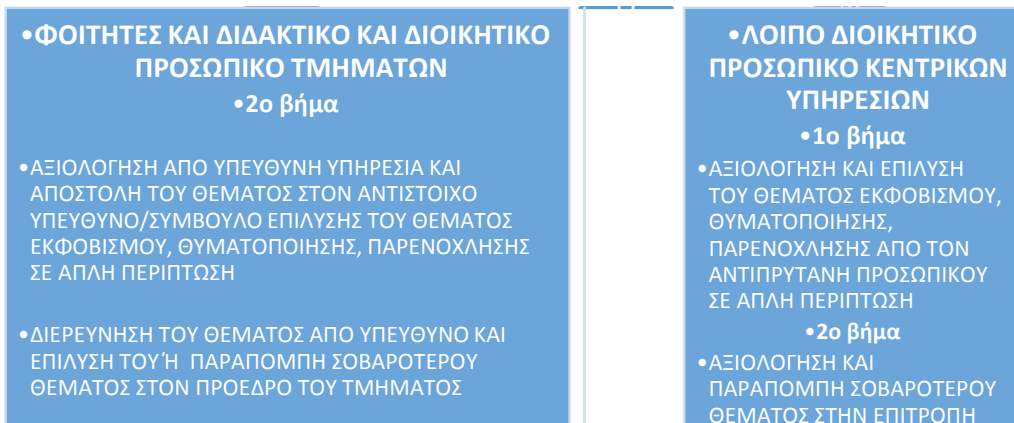 •ΦΟΙΤΗΤΕΣ ΚΑΙ ΔΙΔΑΚΤΙΚΟ ΚΑΙ ΔΙΟΙΚΗΤΙΚΟ
ΠΡΟΣΩΠΙΚΟ ΤΜΗΜΑΤΩΝ
•2ο βήμα
•ΑΞΙΟΛΟΓΗΣΗ ΑΠΟ ΥΠΕΥΘΥΝΗ ΥΠΗΡΕΣΙΑ ΚΑΙ
ΑΠΟΣΤΟΛΗ ΤΟΥ ΘΕΜΑΤΟΣ ΣΤΟΝ ΑΝΤΙΣΤΟΙΧΟ
ΥΠΕΥΘΥΝΟ/ΣΥΜΒΟΥΛΟ ΕΠΙΛΥΣΗΣ ΤΟΥ ΘΕΜΑΤΟΣ
ΕΚΦΟΒΙΣΜΟΥ, ΘΥΜΑΤΟΠΟΙΗΣΗΣ, ΠΑΡΕΝΟΧΛΗΣΗΣ
ΣΕ ΑΠΛΗ ΠΕΡΙΠΤΩΣΗ
•ΔΙΕΡΕΥΝΗΣΗ ΤΟΥ ΘΕΜΑΤΟΣ ΑΠΟ ΥΠΕΥΘΥΝΟ ΚΑΙ
ΕΠΙΛΥΣΗ ΤΟΥ Ή ΠΑΡΑΠΟΜΠΗ ΣΟΒΑΡΟΤΕΡΟΥ
ΘΕΜΑΤΟΣ ΣΤΟΝ ΠΡΟΕΔΡΟ ΤΟΥ ΤΜΗΜΑΤΟΣ
•ΛΟΙΠΟ ΔΙΟΙΚΗΤΙΚΟ
ΠΡΟΣΩΠΙΚΟ ΚΕΝΤΡΙΚΩΝ
ΥΠΗΡΕΣΙΩΝ
•1ο βήμα
•ΑΞΙΟΛΟΓΗΣΗ ΚΑΙ ΕΠΙΛΥΣΗ
ΤΟΥ ΘΕΜΑΤΟΣ ΕΚΦΟΒΙΣΜΟΥ,
ΘΥΜΑΤΟΠΟΙΗΣΗΣ,
ΠΑΡΕΝΟΧΛΗΣΗΣ ΑΠΟ ΤΟΝ
ΑΝΤΙΠΡΥΤΑΝΗ ΠΡΟΣΩΠΙΚΟΥ
ΣΕ ΑΠΛΗ ΠΕΡΙΠΤΩΣΗ
•2ο βήμα
•ΑΞΙΟΛΟΓΗΣΗ ΚΑΙ
ΠΑΡΑΠΟΜΠΗ ΣΟΒΑΡΟΤΕΡΟΥ
ΘΕΜΑΤΟΣ ΣΤΗΝ ΕΠΙΤΡΟΠΗ